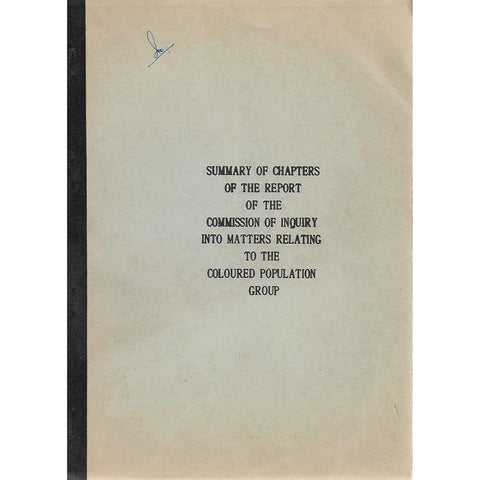 SUMMARY OF CHAPTERS
OF THE REPORT
OF THE
COMMISSION OF INQUIRY
INTO MATTERS RELATING
TO THE
COLOURED POPULATION
GROUP